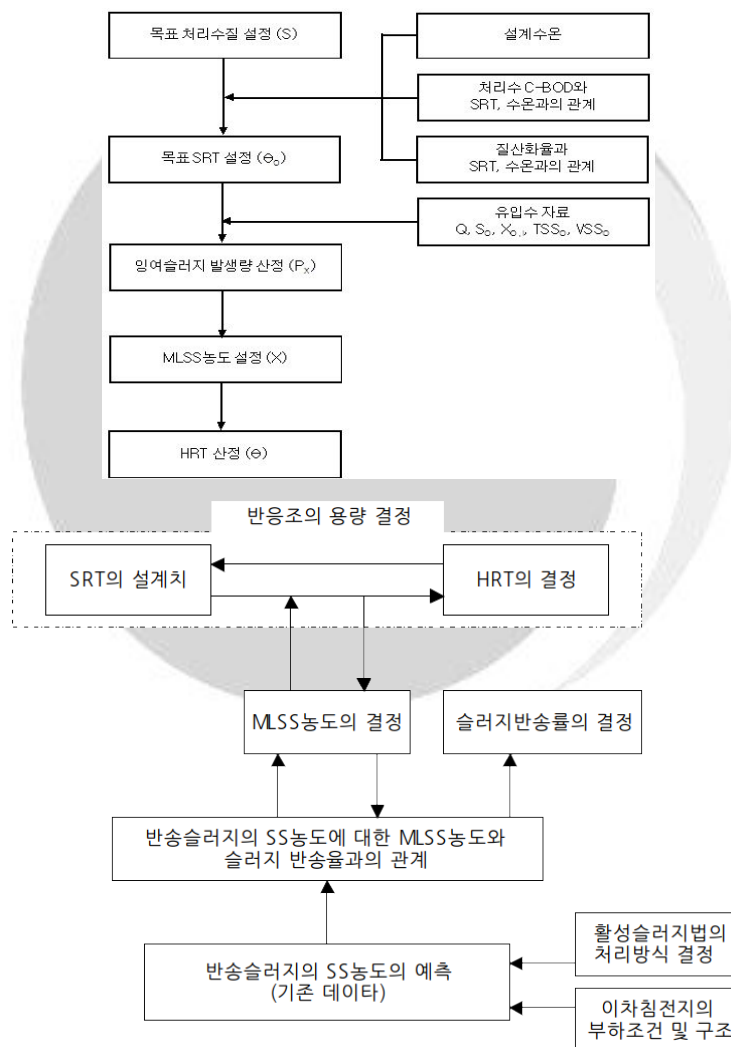 목표 처리수질 설정 (S)
설계수온
처리수 C-BOD와
SRT, 수온과의 관계
목표 SRT 설정 (Θ₀)
질산화율과
SRT, 수온과의 관계
유입수 자료
Q, S₀, X₀,, TSS₀, VSS₀
잉여슬러지 발생량 산정 (Pₓ)
MLSS농도 설정 (X)
HRT 산정 (Θ)
반응조의 용량 결정
SRT의 설계치
HRT의 결정
MLSS농도의 결정
슬러지반송률의 결정
반송슬러지의 SS농도에 대한 MLSS농도와
슬러지 반송율과의 관계
활성슬러지법의
처리방식 결정
반송슬러지의 SS농도의 예측
(기존 데이타)
이차침전지의
부하조건 및 구조